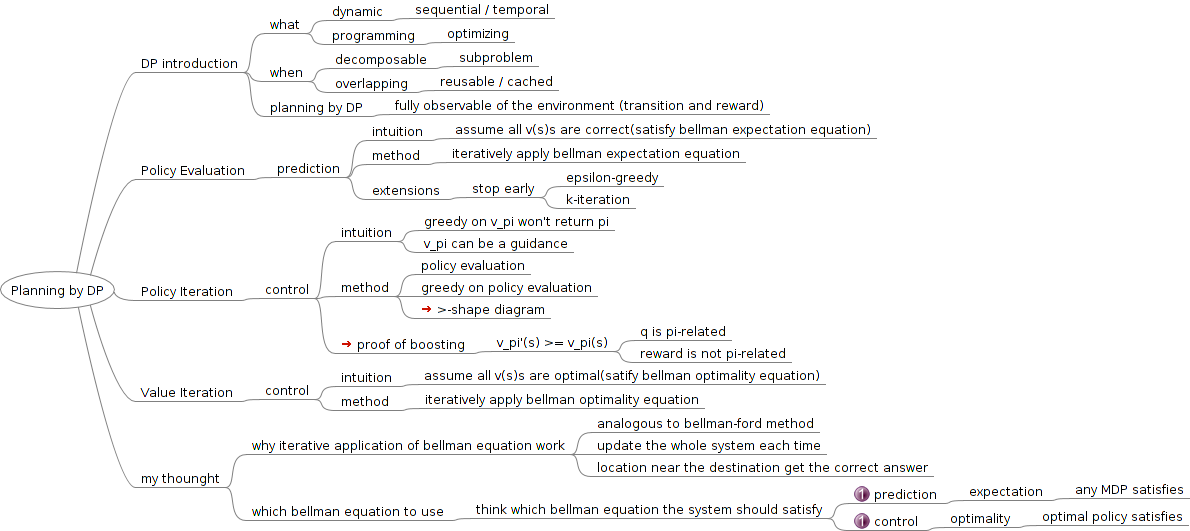 Planning by DP
DP introduction
what
dynamic
sequential / temporal
programming
optimizing
when
decomposable
subproblem
overlapping
reusable / cached
planning by DP
fully observable of the environment (transition and reward)
Policy Evaluation
prediction
intuition
assume all v(s)s are correct(satisfy bellman expectation equation)
method
iteratively apply bellman expectation equation
extensions
stop early
epsilon-greedy
k-iteration
Policy Iteration
control
intuition
greedy on v_pi won't return pi
v_pi can be a guidance
method
policy evaluation
greedy on policy evaluation
➔ >-shape diagram
➔ proof of boosting
v_pi'(s) >= v_pi(s)
q is pi-related
reward is not pi-related
Value Iteration
control
intuition
assume all v(s)s are optimal(satify bellman optimality equation)
method
iteratively apply bellman optimality equation
my thounght
why iterative application of bellman equation work
analogous to bellman-ford method
update the whole system each time
location near the destination get the correct answer
which bellman equation to use
think which bellman equation the system should satisfy
1 prediction
expectation
any MDP satisfies
1 control
optimality
optimal policy satisfies